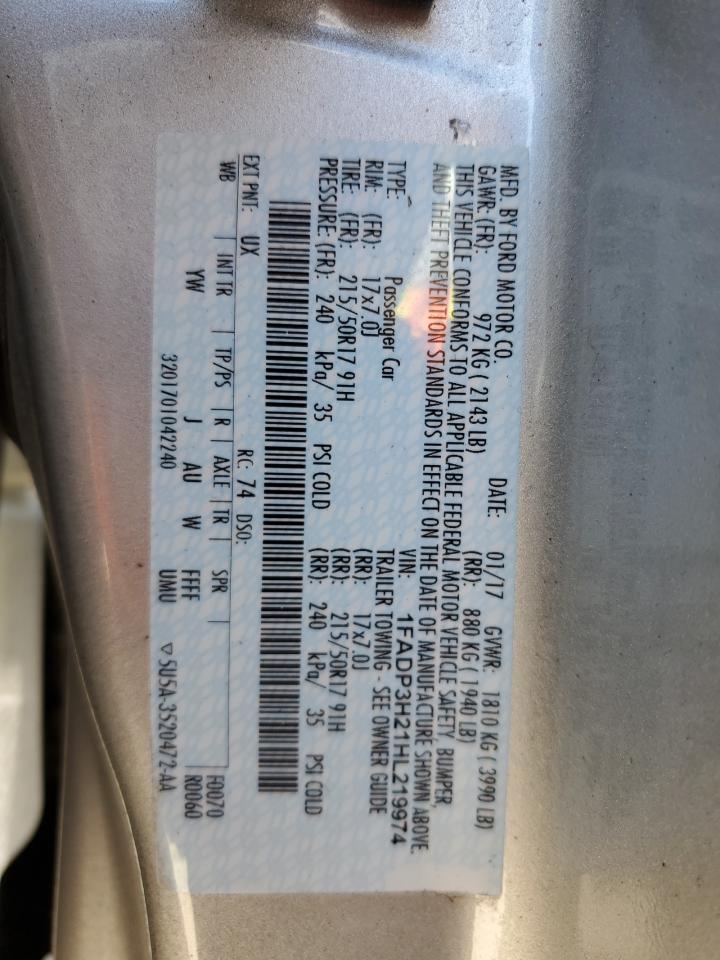 MFD. BY FORD MOTOR CO.
DATE: 01/17 GVWR: 1810 KG ( 3990 LB)
GAWR: (FR): 972 KG ( 2143 LB) (RR): 880 KG ( 1940 LB)
THIS VEHICLE CONFORMS TO ALL APPLICABLE FEDERAL MOTOR VEHICLE SAFETY, BUMPER,
AND THEFT PREVENTION STANDARDS IN EFFECT ON THE DATE OF MANUFACTURE SHOWN ABOVE.
VIN: 1FADP3H21HL219974
TYPE: Passenger Car TRAILER TOWING - SEE OWNER GUIDE
RIM: (FR): 17x7.0J (RR): 17x7.0J
TIRE: (FR): 215/50R17 91H (RR): 215/50R17 91H
PRESSURE: (FR): 240 kPa/ 35 PSI COLD (RR): 240 kPa/ 35 PSI COLD
EXT PNT: UX RC: 74 DSO:
WB | INT TR | TP/PS | R | AXLE | TR | SPR | F0070
YW J AU W FFFF R0060
3201701042240 UMU ▽5U5A-3520472-AA